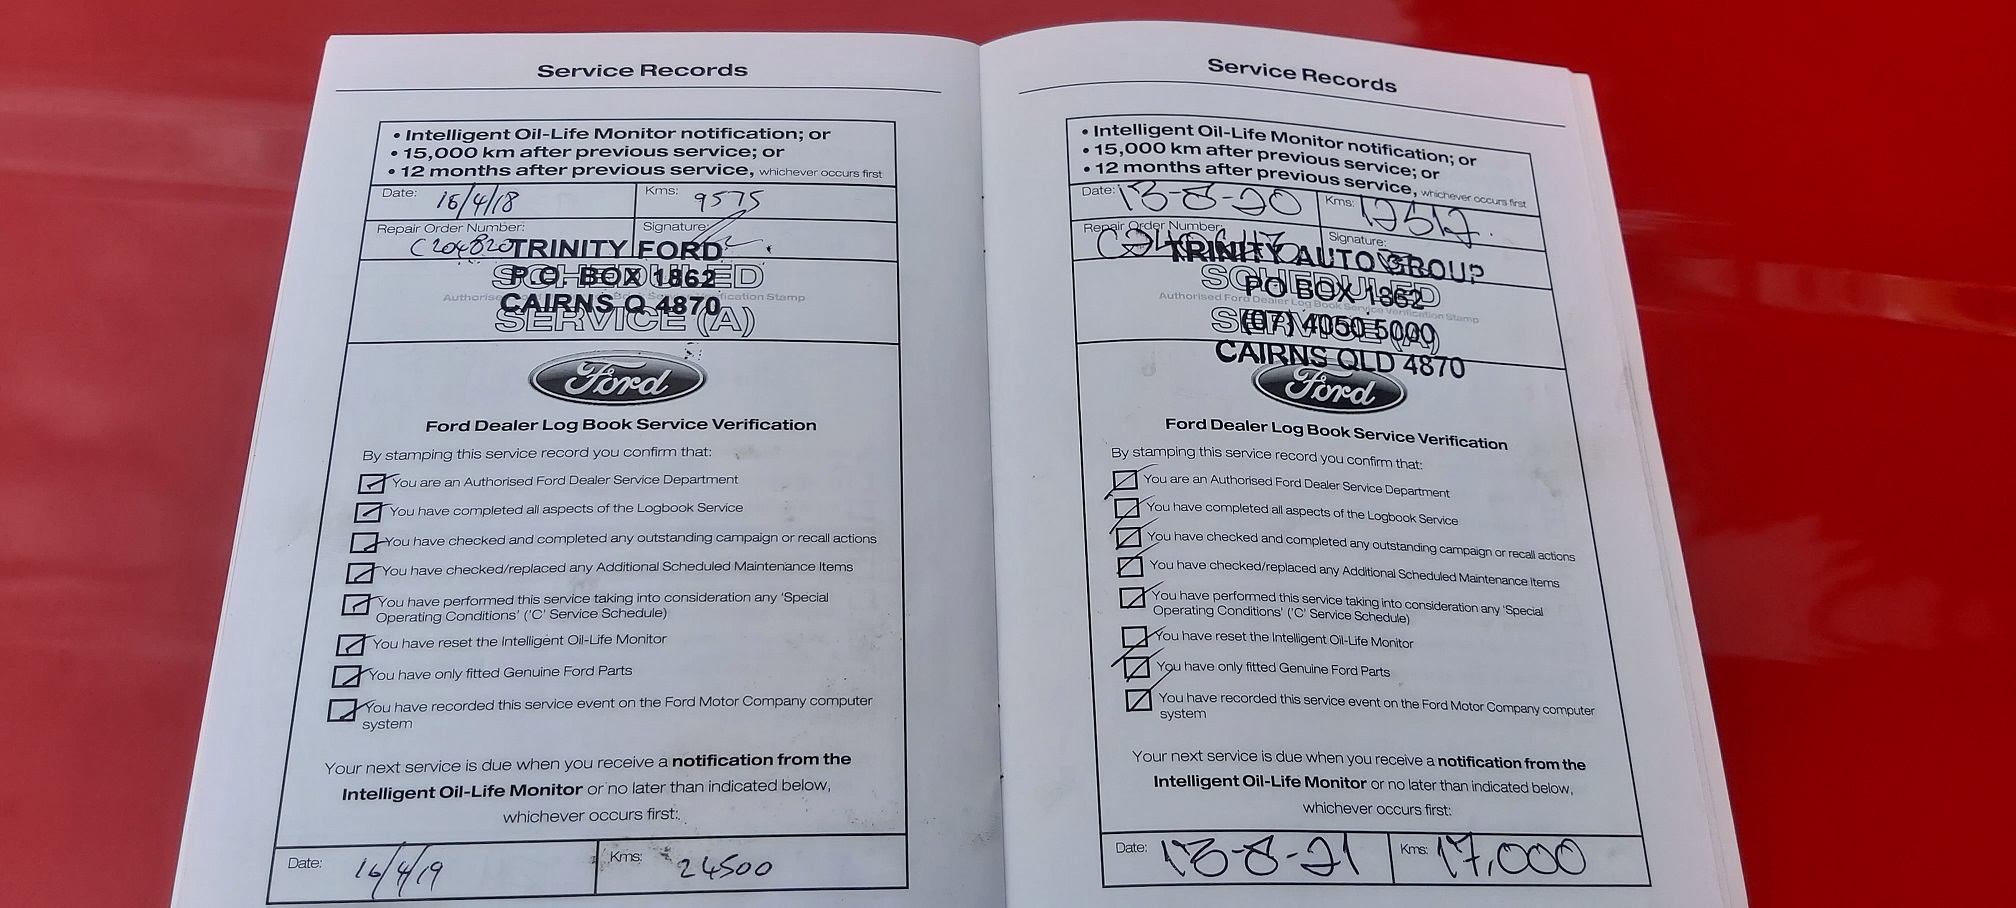 Service Records
• Intelligent Oil-Life Monitor notification; or
• 15,000 km after previous service; or
• 12 months after previous service, whichever occurs first
Date: 16/4/18 Kms: 9575
Repair Order Number: Signature:
C204820
TRINITY FORD
SCHEDULED
P.O. BOX 1862
CAIRNS Q 4870
SERVICE (A)
Ford
Ford Dealer Log Book Service Verification
By stamping this service record you confirm that:
You are an Authorised Ford Dealer Service Department
You have completed all aspects of the Logbook Service
You have checked and completed any outstanding campaign or recall actions
You have checked/replaced any Additional Scheduled Maintenance Items
You have performed this service taking into consideration any 'Special
Operating Conditions' ('C' Service Schedule)
You have reset the Intelligent Oil-Life Monitor
You have only fitted Genuine Ford Parts
You have recorded this service event on the Ford Motor Company computer
system
Your next service is due when you receive a notification from the
Intelligent Oil-Life Monitor or no later than indicated below,
whichever occurs first:
Date: 16/4/19 Kms: 24500
Service Records
• Intelligent Oil-Life Monitor notification; or
• 15,000 km after previous service; or
• 12 months after previous service, whichever occurs first
Date: 13-8-20 Kms: 12517
Repair Order Number: Signature:
TRINITY AUTO GROUP
SCHEDULED
PO BOX 1862
Authorised Ford Dealer Log Book Service Verification Stamp
SERVICE (A)
(07) 4050 5000
CAIRNS QLD 4870
Ford
Ford Dealer Log Book Service Verification
By stamping this service record you confirm that:
You are an Authorised Ford Dealer Service Department
You have completed all aspects of the Logbook Service
You have checked and completed any outstanding campaign or recall actions
You have checked/replaced any Additional Scheduled Maintenance Items
You have performed this service taking into consideration any 'Special
Operating Conditions' ('C' Service Schedule)
You have reset the Intelligent Oil-Life Monitor
You have only fitted Genuine Ford Parts
You have recorded this service event on the Ford Motor Company computer
system
Your next service is due when you receive a notification from the
Intelligent Oil-Life Monitor or no later than indicated below,
whichever occurs first:
Date: 13-8-21 Kms: 17,000